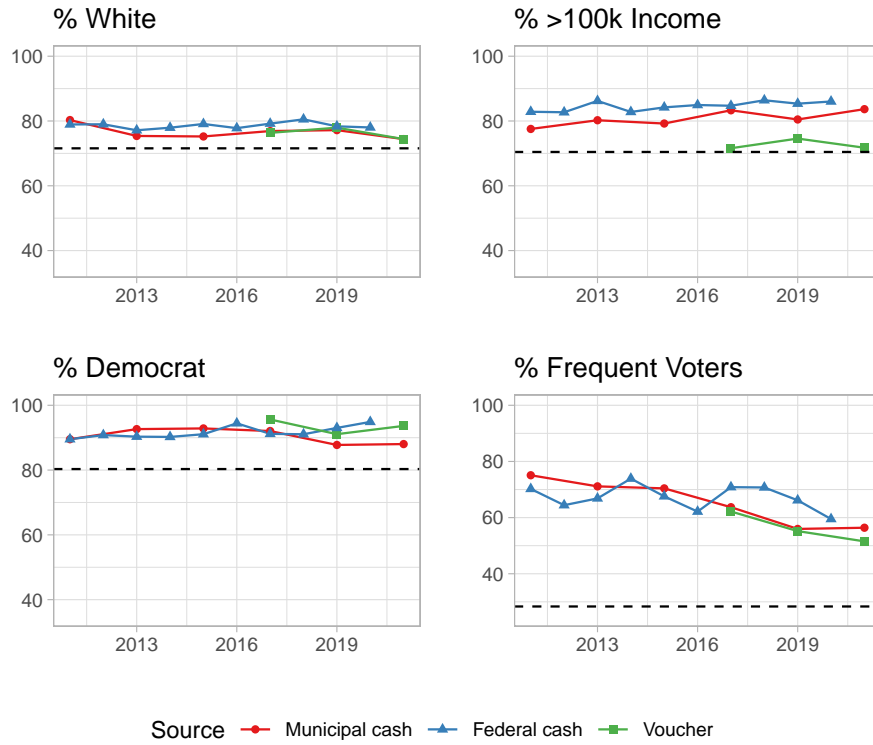 % White
% >100k Income
100
80
60
40
2013 2016 2019
100
80
60
40
2013 2016 2019
% Democrat
% Frequent Voters
100
80
60
40
2013 2016 2019
100
80
60
40
2013 2016 2019
Source Municipal cash Federal cash Voucher